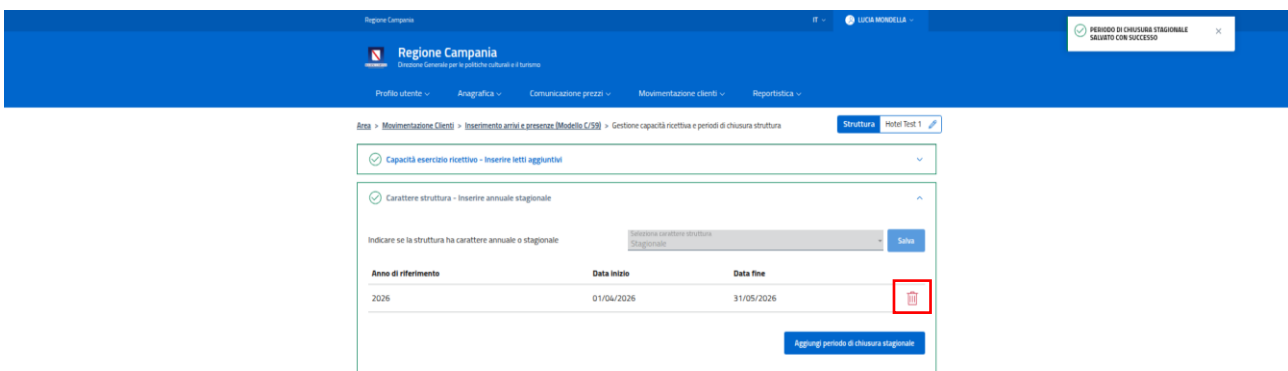 Regione Campania
IT
LUCIA MONDELLA
PERIODO DI CHIUSURA STAGIONALE
SALVATO CON SUCCESSO
Regione Campania
Direzione Generale per le politiche culturali e il turismo
Profilo utente
Anagrafica
Comunicazione prezzi
Movimentazione clienti
Reportistica
Area > Movimentazione Clienti > Inserimento arrivi e presenze (Modello C/59) > Gestione capacità ricettiva e periodi di chiusura struttura
Struttura Hotel Test 1
Capacità esercizio ricettivo - Inserire letti aggiuntivi
Carattere struttura - Inserire annuale stagionale
Indicare se la struttura ha carattere annuale o stagionale
Seleziona carattere struttura
Stagionale
Salva
Anno di riferimento Data inizio Data fine
2026 01/04/2026 31/05/2026
Aggiungi periodo di chiusura stagionale